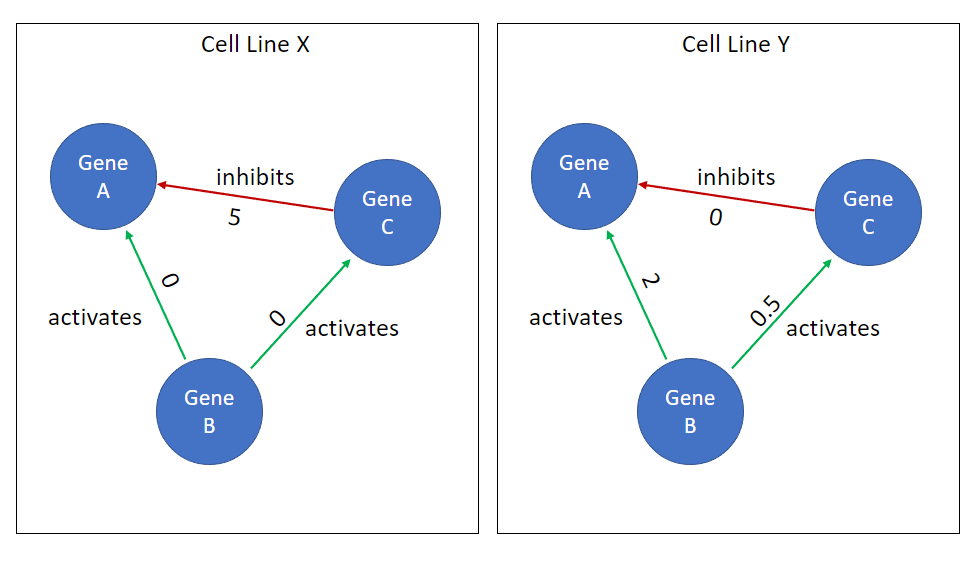 Cell Line X
Gene
A
inhibits
5
Gene
C
0
activates
0
activates
Gene
B
Cell Line Y
Gene
A
inhibits
0
Gene
C
2
activates
0.5
activates
Gene
B